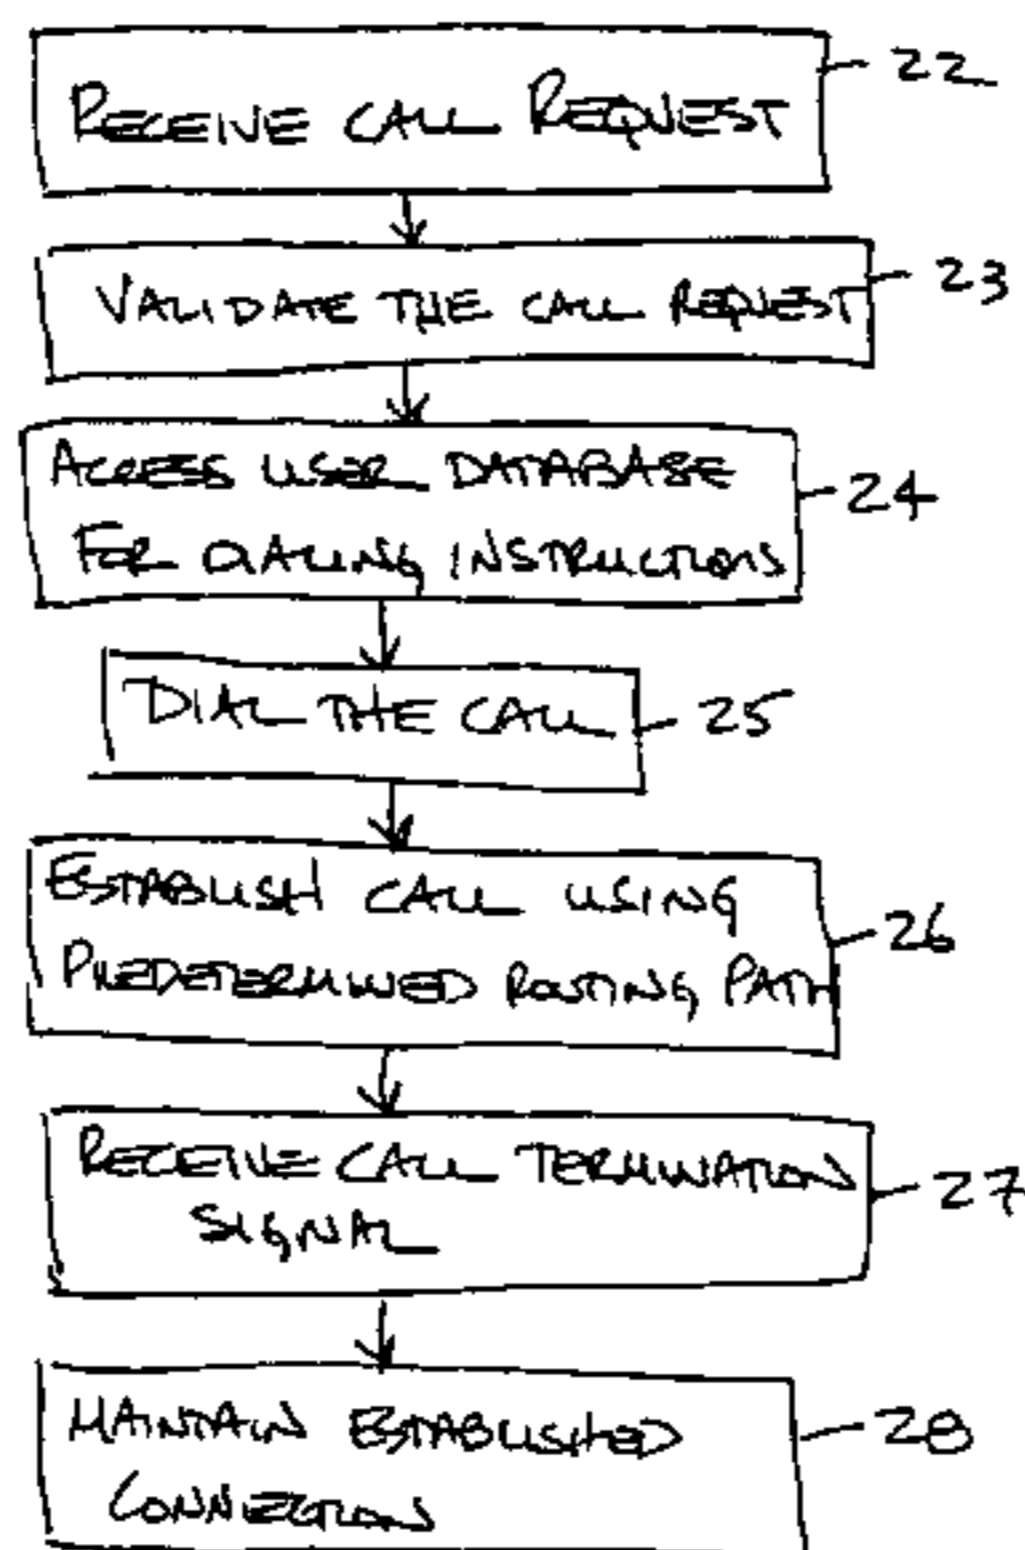 RECEIVE CALL REQUEST
22
VALIDATE THE CALL REQUEST
23
ACCESS USER DATABASE
FOR DIALING INSTRUCTIONS
24
DIAL THE CALL
25
ESTABLISH CALL USING
PREDETERMINED ROUTING PATH
26
RECEIVE CALL TERMINATION
SIGNAL
27
MAINTAIN ESTABLISHED
CONNECTION
28